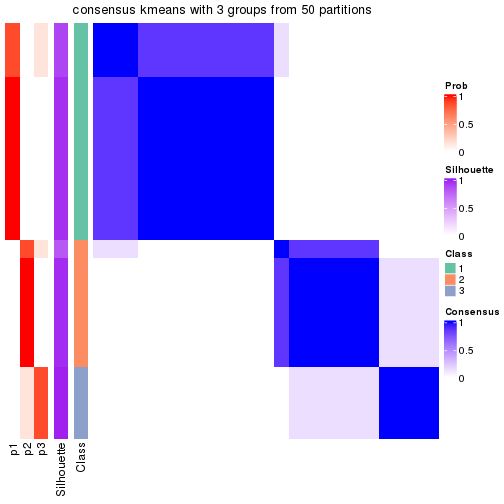 consensus kmeans with 3 groups from 50 partitions
Prob
1
0.5
0
Silhouette
1
0.5
0
Class
1
2
3
Consensus
1
0.5
0
p1
p2
p3
Silhouette
Class